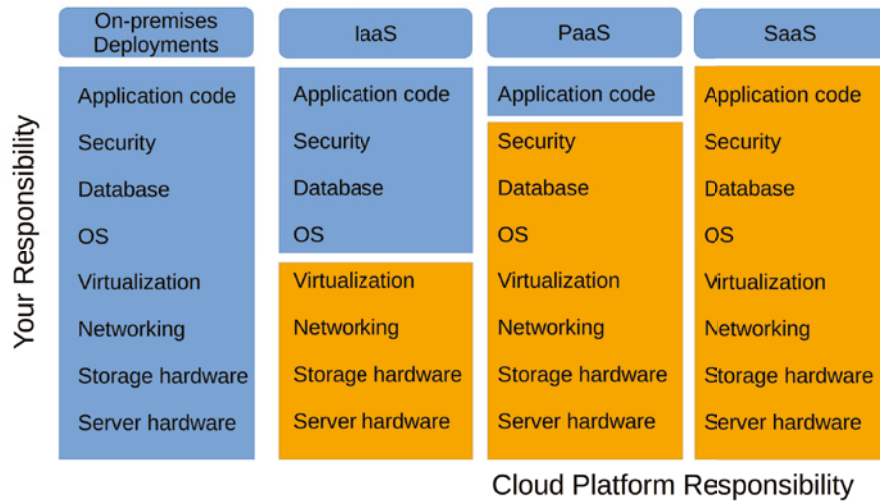 On-premises
Deployments
IaaS
PaaS
SaaS
Your Responsibility
Application code
Security
Database
OS
Virtualization
Networking
Storage hardware
Server hardware
Application code
Security
Database
OS
Virtualization
Networking
Storage hardware
Server hardware
Application code
Security
Database
OS
Virtualization
Networking
Storage hardware
Server hardware
Application code
Security
Database
OS
Virtualization
Networking
Storage hardware
Server hardware
Cloud Platform Responsibility